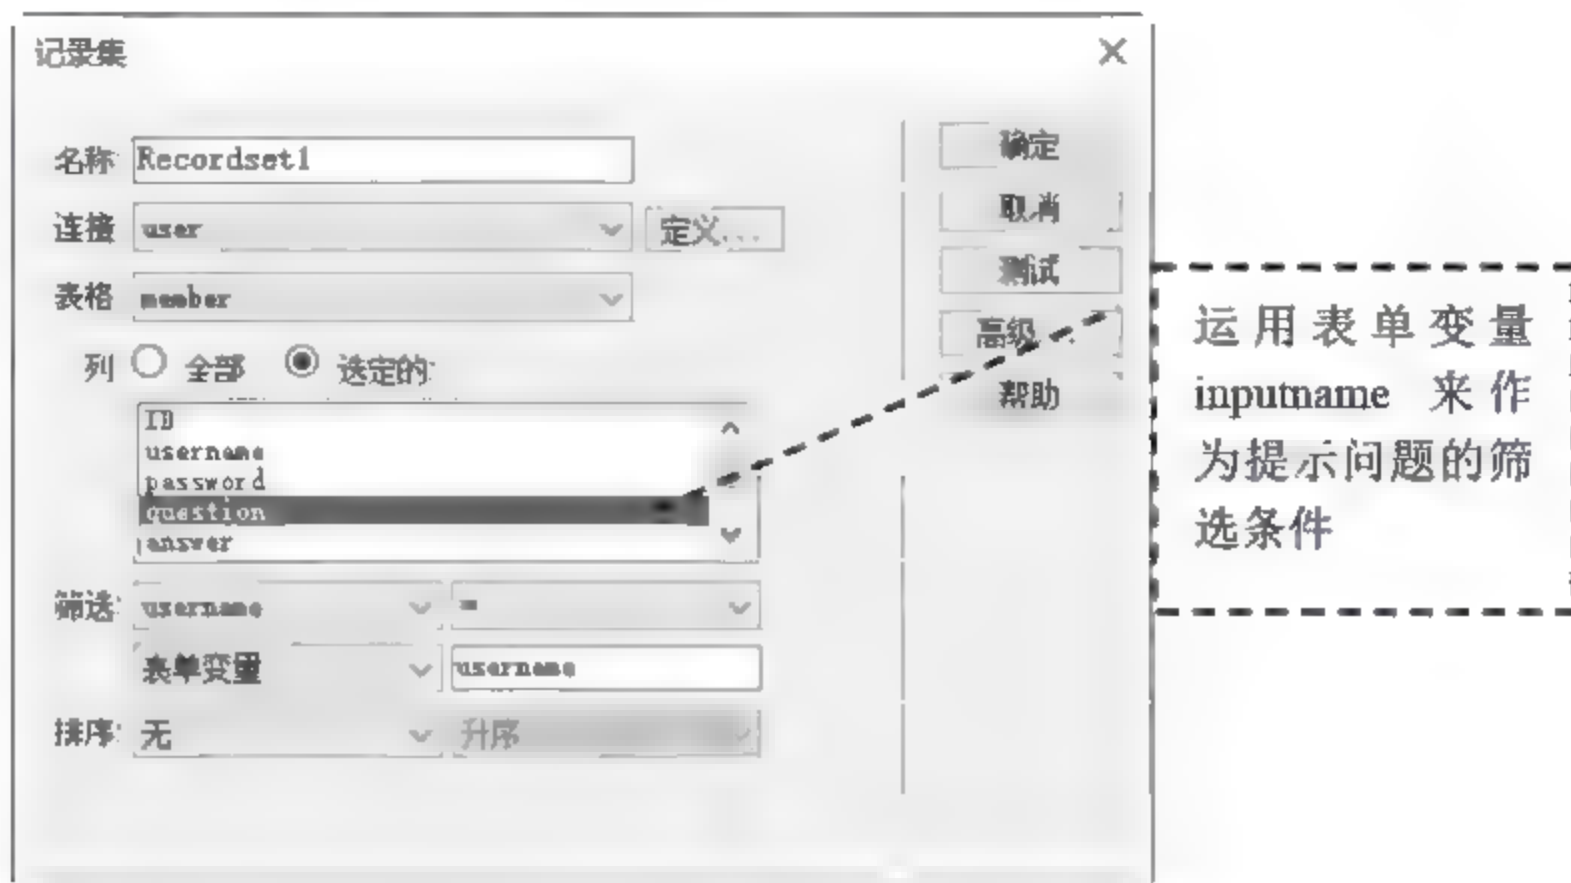 记录集
名称: Recordset1
连接: user 定义...
表格: member
列: 全部 选定的:
ID
username
password
question
answer
筛选: username =
表单变量 username
排序: 无 升序
确定
取消
测试
高级...
帮助
运用表单变量
inputname 来作
为提示问题的筛
选条件